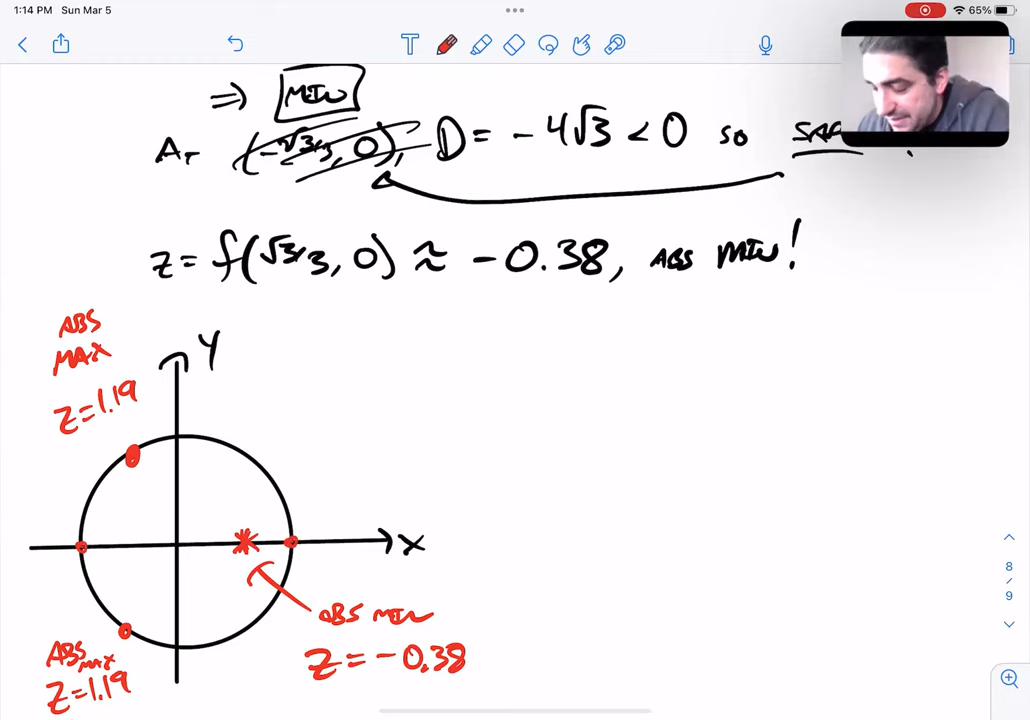 1:14 PM Sun Mar 5
65%
T
⇒ MIN
AT (-√3/3, 0), D = -4√3 < 0 so
z = f(√3/3, 0) ≈ -0.38, ABS MIN!
ABS
MAX
Z=1.19
Y
X
ABS MIN
Z = -0.38
ABS MAX
Z=1.19
8
/
9